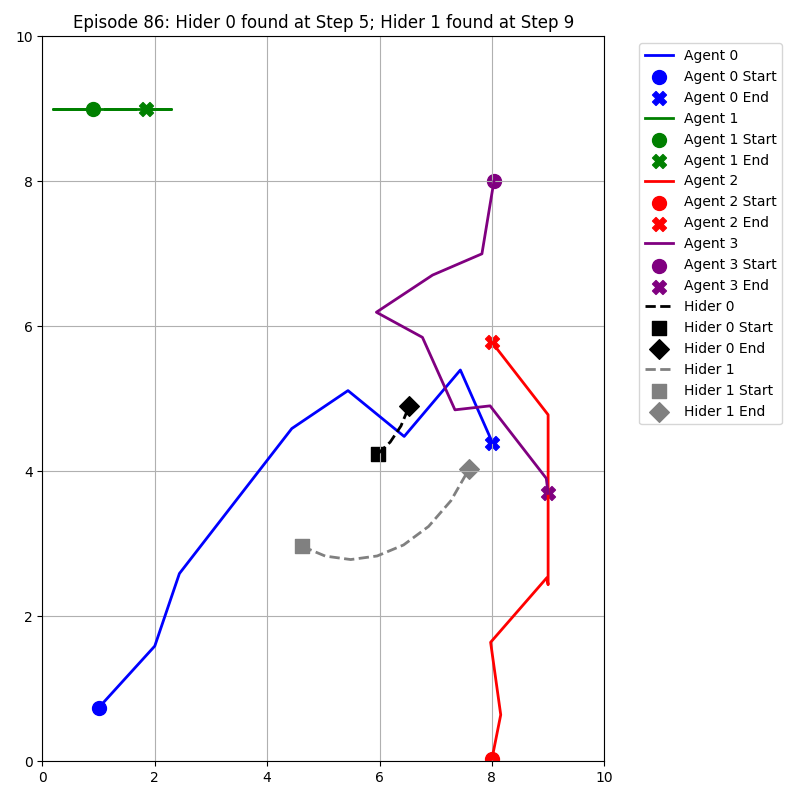 Episode 86: Hider 0 found at Step 5; Hider 1 found at Step 9
10
8
6
4
2
0
0 2 4 6 8 10
Agent 0
Agent 0 Start
Agent 0 End
Agent 1
Agent 1 Start
Agent 1 End
Agent 2
Agent 2 Start
Agent 2 End
Agent 3
Agent 3 Start
Agent 3 End
Hider 0
Hider 0 Start
Hider 0 End
Hider 1
Hider 1 Start
Hider 1 End